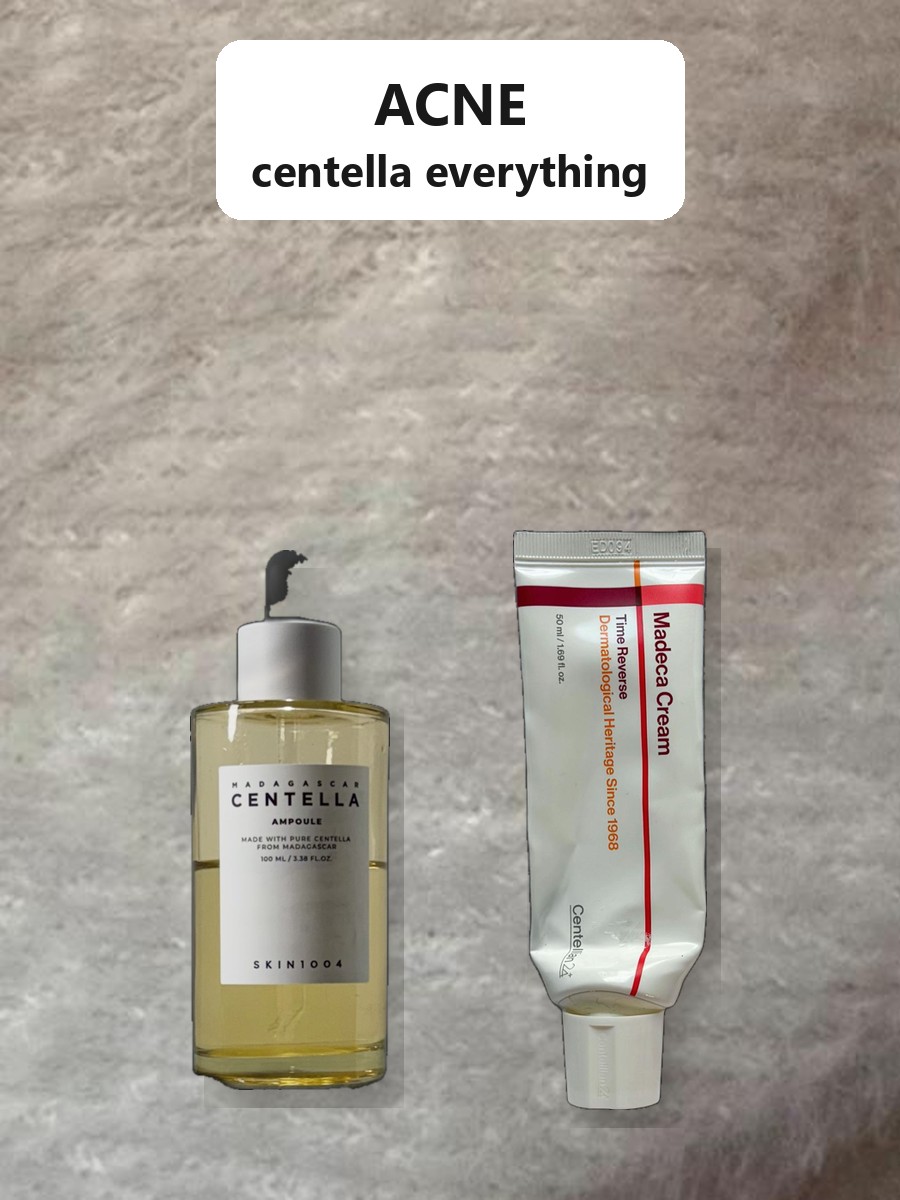 ACNE
centella everything
MADAGASCAR
CENTELLA
AMPOULE
MADE WITH PURE CENTELLA
FROM MADAGASCAR
100 ML / 3.38 FL.OZ.
SKIN1004
ED094
Madeca Cream
Time Reverse
Dermatological Heritage Since 1968
50 ml / 1.69 fl. oz.
Centellian24